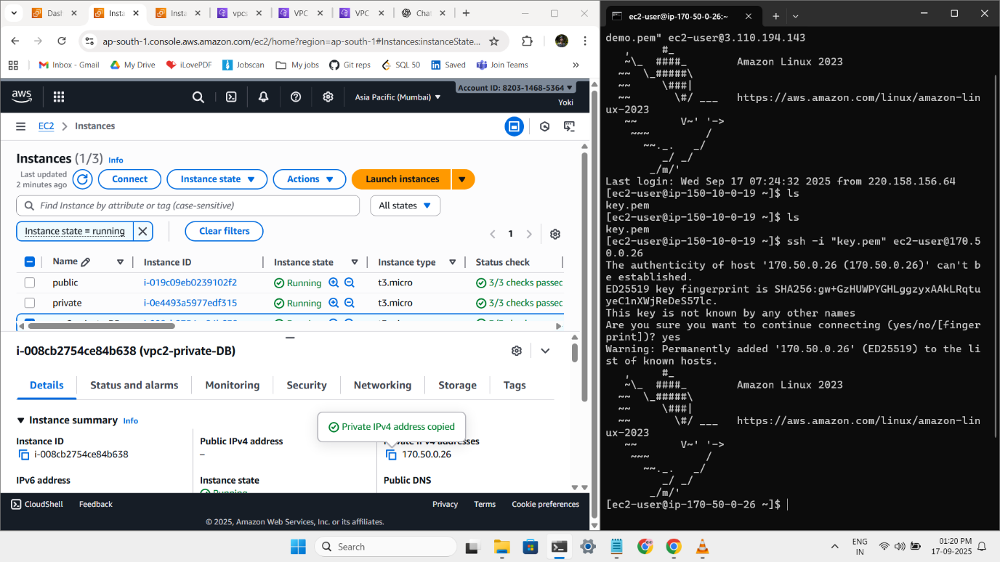 Dash
Insta
Insta
vpcs
VPC
VPC
Chat
ap-south-1.console.aws.amazon.com/ec2/home?region=ap-south-1#Instances:instanceState...
Inbox - Gmail
My Drive
iLovePDF
Jobscan
My jobs
Git reps
SQL 50
Saved
Join Teams
»
aws
Asia Pacific (Mumbai)
Account ID: 8203-1468-5364
Yoki
EC2 > Instances
Instances (1/3) Info
Last updated
2 minutes ago
Connect
Instance state
Actions
Launch instances
Find Instance by attribute or tag (case-sensitive)
All states
Instance state = running
Clear filters
1
Name Instance ID Instance state Instance type Status check
public i-019c09eb0239102f2 Running t3.micro 3/3 checks passed
private i-0e4493a5977edf315 Running t3.micro 3/3 checks passed
i-008cb2754ce84b638 (vpc2-private-DB)
Details Status and alarms Monitoring Security Networking Storage Tags
Instance summary Info
Private IPv4 address copied
Instance ID
i-008cb2754ce84b638
Public IPv4 address
–
Private IPv4 addresses
170.50.0.26
IPv6 address
Instance state
Running
Public DNS
CloudShell Feedback Privacy Terms Cookie preferences
© 2025, Amazon Web Services, Inc. or its affiliates.
ec2-user@ip-170-50-0-26:~
demo.pem" ec2-user@3.110.194.143
   ,     #_
   ~\_  ####_        Amazon Linux 2023
  ~~  \_#####\
  ~~     \###|
  ~~       \#/ ___   https://aws.amazon.com/linux/amazon-lin
ux-2023
   ~~       V~' '->
    ~~~         /
      ~~._.   _/
         _/ _/
       _/m/'
Last login: Wed Sep 17 07:24:32 2025 from 220.158.156.64
[ec2-user@ip-150-10-0-19 ~]$ ls
key.pem
[ec2-user@ip-150-10-0-19 ~]$ ls
key.pem
[ec2-user@ip-150-10-0-19 ~]$ ssh -i "key.pem" ec2-user@170.5
0.0.26
The authenticity of host '170.50.0.26 (170.50.0.26)' can't b
e established.
ED25519 key fingerprint is SHA256:gw+GzHUWPYGHLggzyxAAkLRqtu
yeC1nXWjReDeS57lc.
This key is not known by any other names
Are you sure you want to continue connecting (yes/no/[finger
print])? yes
Warning: Permanently added '170.50.0.26' (ED25519) to the li
st of known hosts.
   ,     #_
   ~\_  ####_        Amazon Linux 2023
  ~~  \_#####\
  ~~     \###|
  ~~       \#/ ___   https://aws.amazon.com/linux/amazon-lin
ux-2023
   ~~       V~' '->
    ~~~         /
      ~~._.   _/
         _/ _/
       _/m/'
[ec2-user@ip-170-50-0-26 ~]$
Search
ENG
IN
01:20 PM
17-09-2025